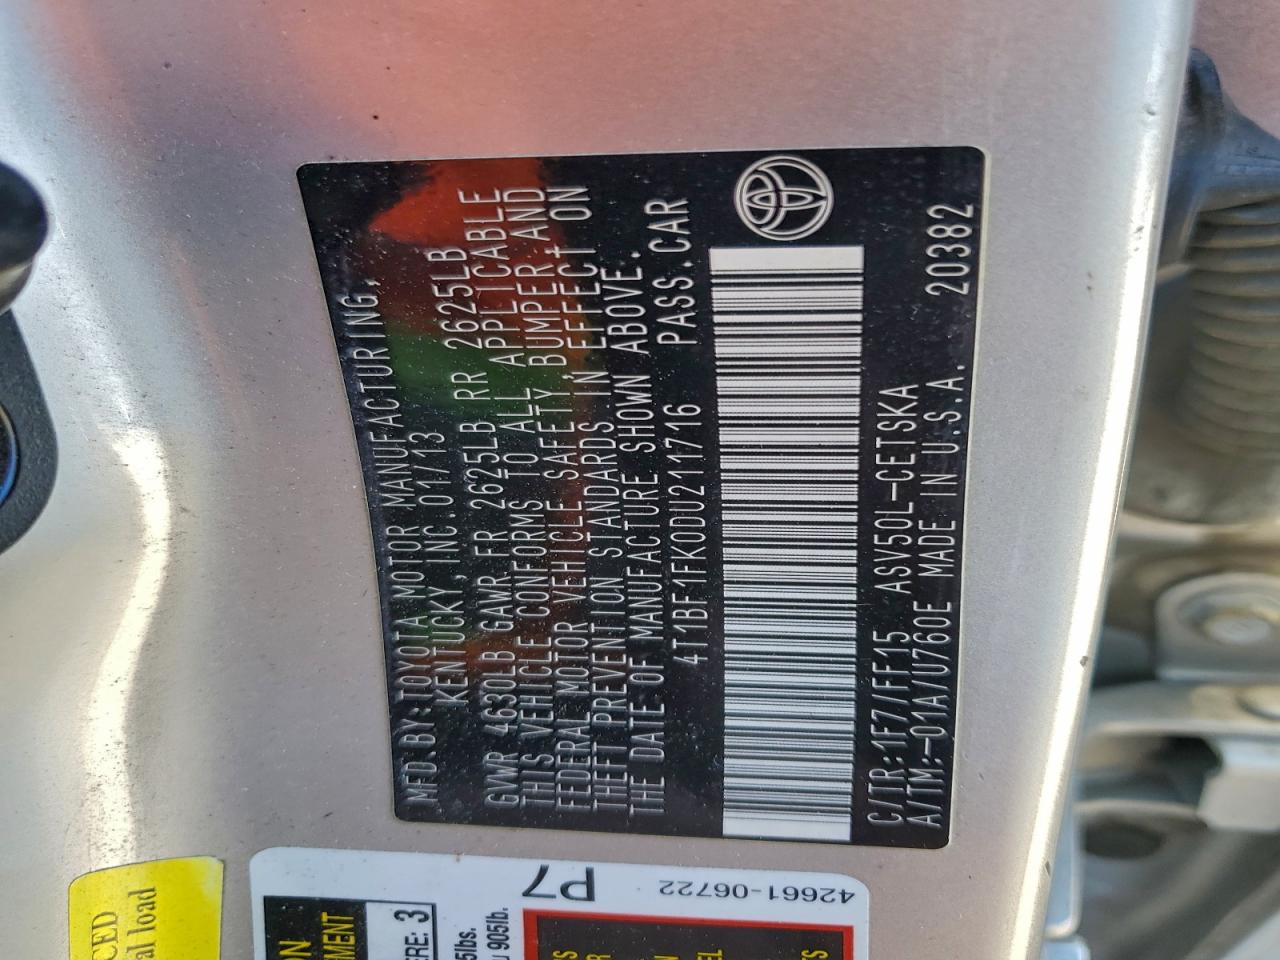 MFD.BY:TOYOTA MOTOR MANUFACTURING,
KENTUCKY, INC.01/13
GVWR 4630LB GAWR FR 2625LB RR 2625LB
THIS VEHICLE CONFORMS TO ALL APPLICABLE
FEDERAL MOTOR VEHICLE SAFETY, BUMPER, AND
THEFT PREVENTION STANDARDS IN EFFECT ON
THE DATE OF MANUFACTURE SHOWN ABOVE.
4T1BF1FK0DU211716 PASS.CAR
C/TR:1F7/FF15 ASV50L-CETSKA
A/TM:-01A/U760E MADE IN U.S.A. 20382
P7
42661-06722